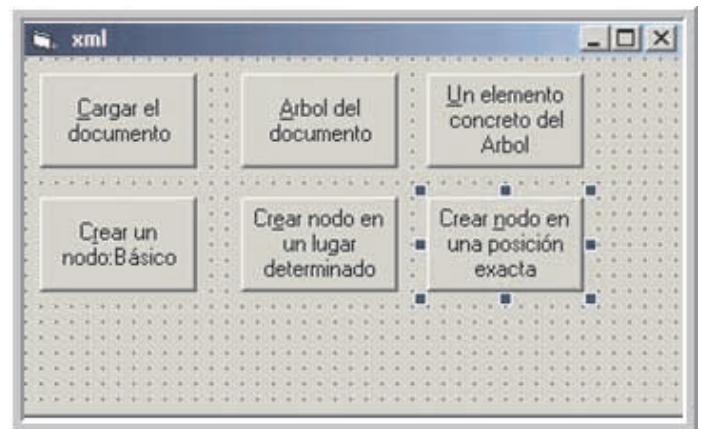 xml
Cargar el
documento
Arbol del
documento
Un elemento
concreto del
Arbol
Crear un
nodo:Básico
Crear nodo en
un lugar
determinado
Crear nodo en
una posición
exacta